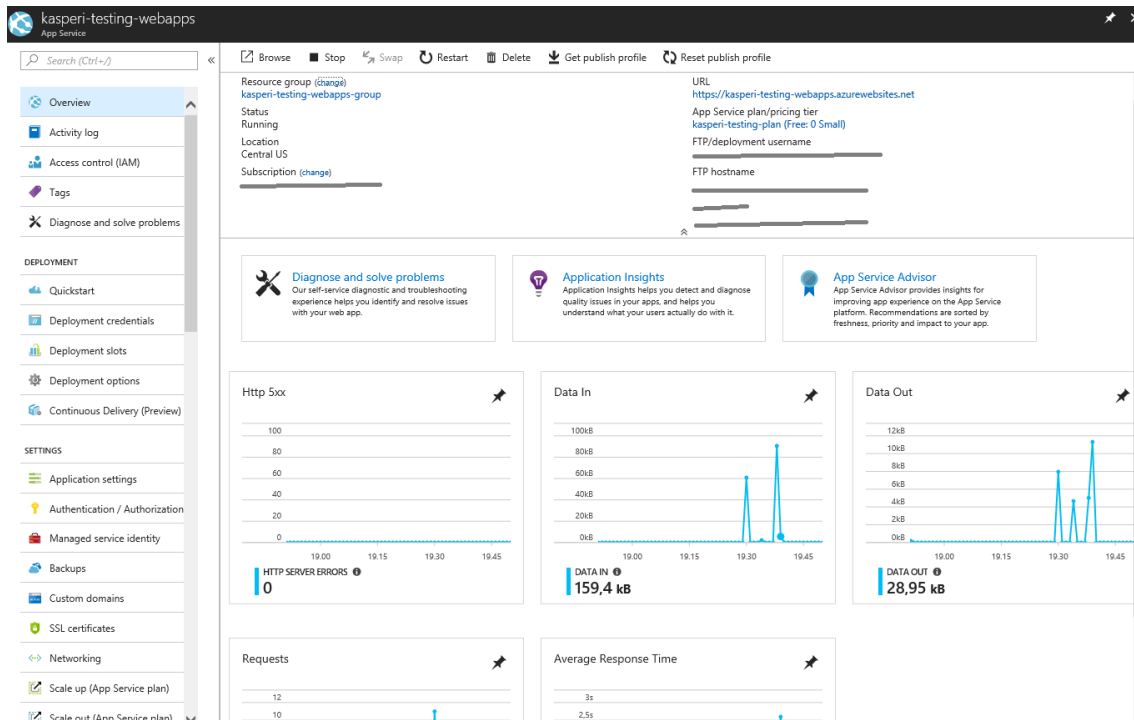 kasperi-testing-webapps
App Service
Search (Ctrl+/)
«
Overview
Activity log
Access control (IAM)
Tags
Diagnose and solve problems
DEPLOYMENT
Quickstart
Deployment credentials
Deployment slots
Deployment options
Continuous Delivery (Preview)
SETTINGS
Application settings
Authentication / Authorization
Managed service identity
Backups
Custom domains
SSL certificates
Networking
Scale up (App Service plan)
Scale out (App Service plan)
Browse Stop Swap Restart Delete Get publish profile Reset publish profile
Resource group (change)
kasperi-testing-webapps-group
Status
Running
Location
Central US
Subscription (change)
URL
https://kasperi-testing-webapps.azurewebsites.net
App Service plan/pricing tier
kasperi-testing-plan (Free: 0 Small)
FTP/deployment username
FTP hostname
Diagnose and solve problems
Our self-service diagnostic and troubleshooting
experience helps you identify and resolve issues
with your web app.
Application Insights
Application Insights helps you detect and diagnose
quality issues in your apps, and helps you
understand what your users actually do with it.
App Service Advisor
App Service Advisor provides insights for
improving app experience on the App Service
platform. Recommendations are sorted by
freshness, priority and impact to your app.
Http 5xx
100
80
60
40
20
0
19.00 19.15 19.30 19.45
HTTP SERVER ERRORS
0
Data In
100kB
80kB
60kB
40kB
20kB
0kB
19.00 19.15 19.30 19.45
DATA IN
159,4 kB
Data Out
12kB
10kB
8kB
6kB
4kB
2kB
0kB
19.00 19.15 19.30 19.45
DATA OUT
28,95 kB
Requests
12
10
Average Response Time
3s
2,5s